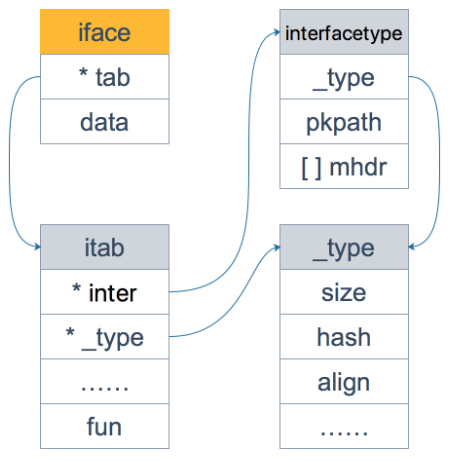 iface
* tab
data
interfacetype
_type
pkpath
[ ] mhdr
itab
* inter
* _type
……
fun
_type
size
hash
align
……